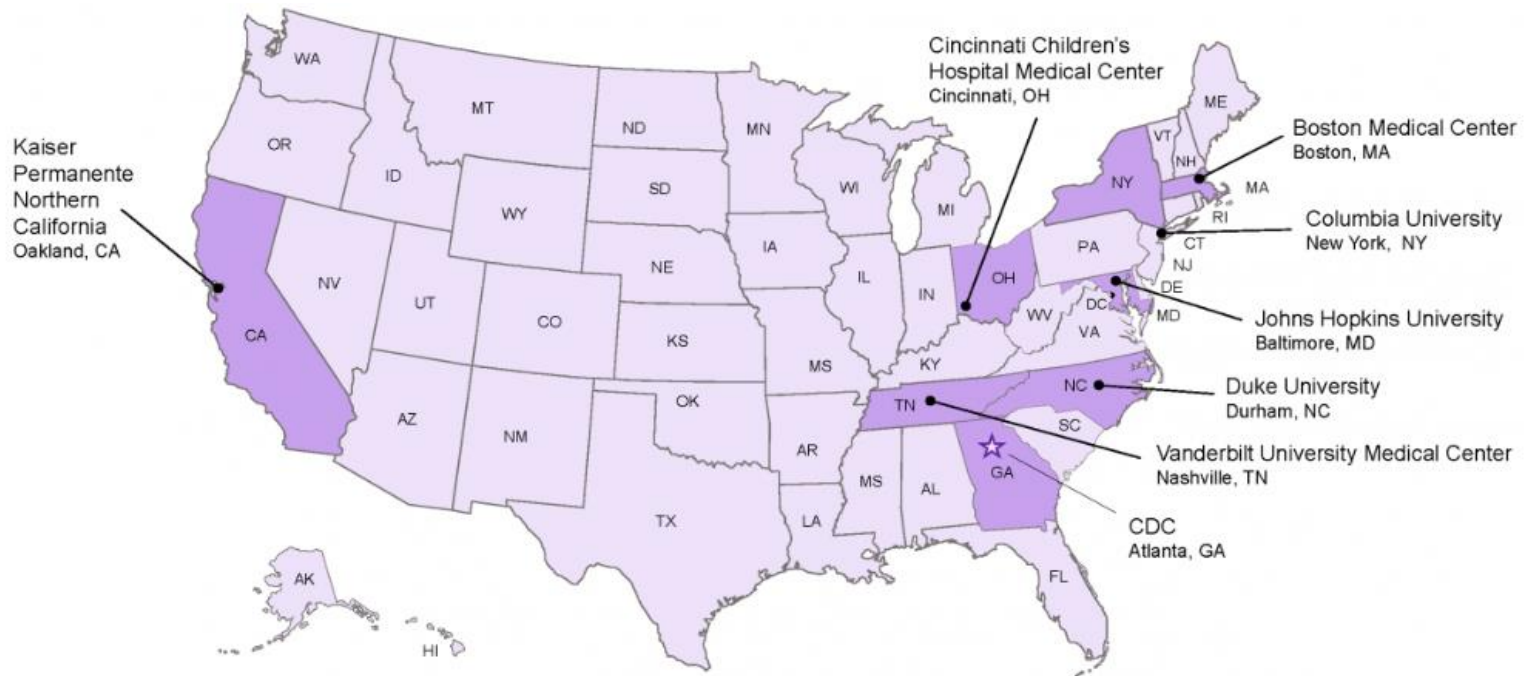 Cincinnati Children's
Hospital Medical Center
Cincinnati, OH
Boston Medical Center
Boston, MA
Kaiser
Permanente
Northern
California
Oakland, CA
Columbia University
New York, NY
Johns Hopkins University
Baltimore, MD
Duke University
Durham, NC
Vanderbilt University Medical Center
Nashville, TN
CDC
Atlanta, GA
WA
MT
ND
MN
ME
VT
NH
OR
ID
SD
WI
MI
NY
MA
RI
CT
WY
IA
PA
NJ
NE
NV
UT
CO
IL
IN
OH
DE
MD
DC
WV
VA
CA
KS
MS
KY
NC
TN
AZ
NM
OK
AR
SC
MS
AL
GA
TX
LA
FL
AK
HI